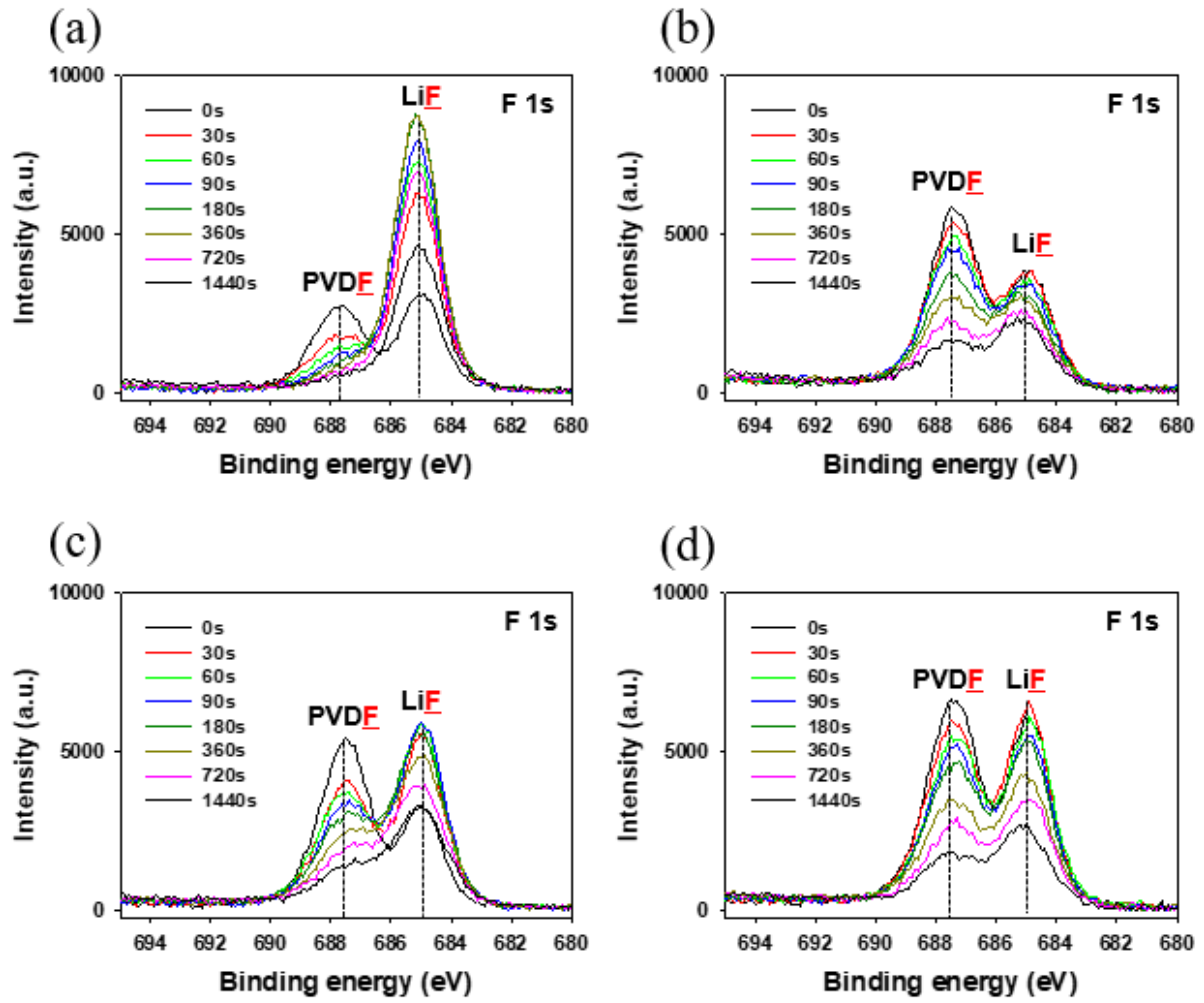 (a)
10000
5000
0
Intensity (a.u.)
0s
30s
60s
90s
180s
360s
720s
1440s
PVDF
LiF
F 1s
694 692 690 688 686 684 682 680
Binding energy (eV)
(b)
10000
5000
0
Intensity (a.u.)
0s
30s
60s
90s
180s
360s
720s
1440s
PVDF
LiF
F 1s
694 692 690 688 686 684 682 680
Binding energy (eV)
(c)
10000
5000
0
Intensity (a.u.)
0s
30s
60s
90s
180s
360s
720s
1440s
PVDF
LiF
F 1s
694 692 690 688 686 684 682 680
Binding energy (eV)
(d)
10000
5000
0
Intensity (a.u.)
0s
30s
60s
90s
180s
360s
720s
1440s
PVDF
LiF
F 1s
694 692 690 688 686 684 682 680
Binding energy (eV)